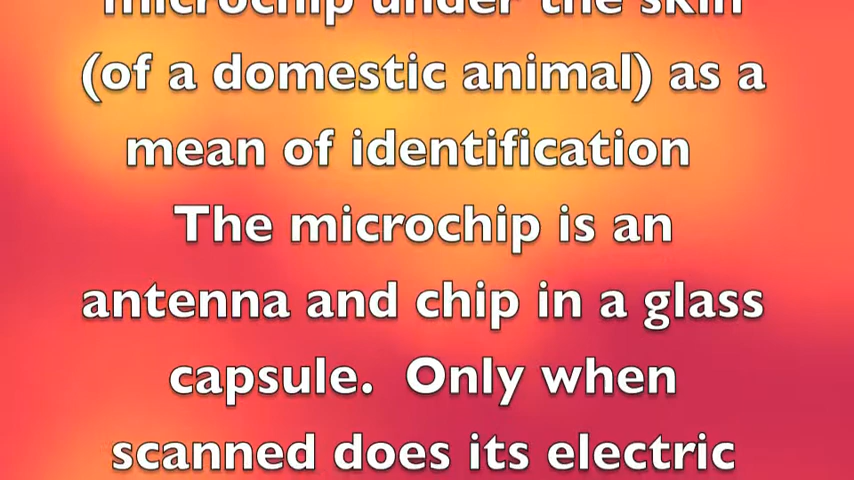 microchip under the skin
(of a domestic animal) as a
mean of identification
The microchip is an
antenna and chip in a glass
capsule.  Only when
scanned does its electric